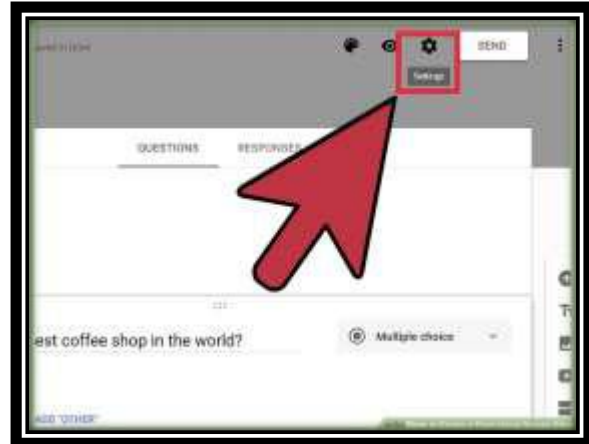 SEND
Settings
QUESTIONS RESPONSES
est coffee shop in the world?
Multiple choice
ADD "OTHER"